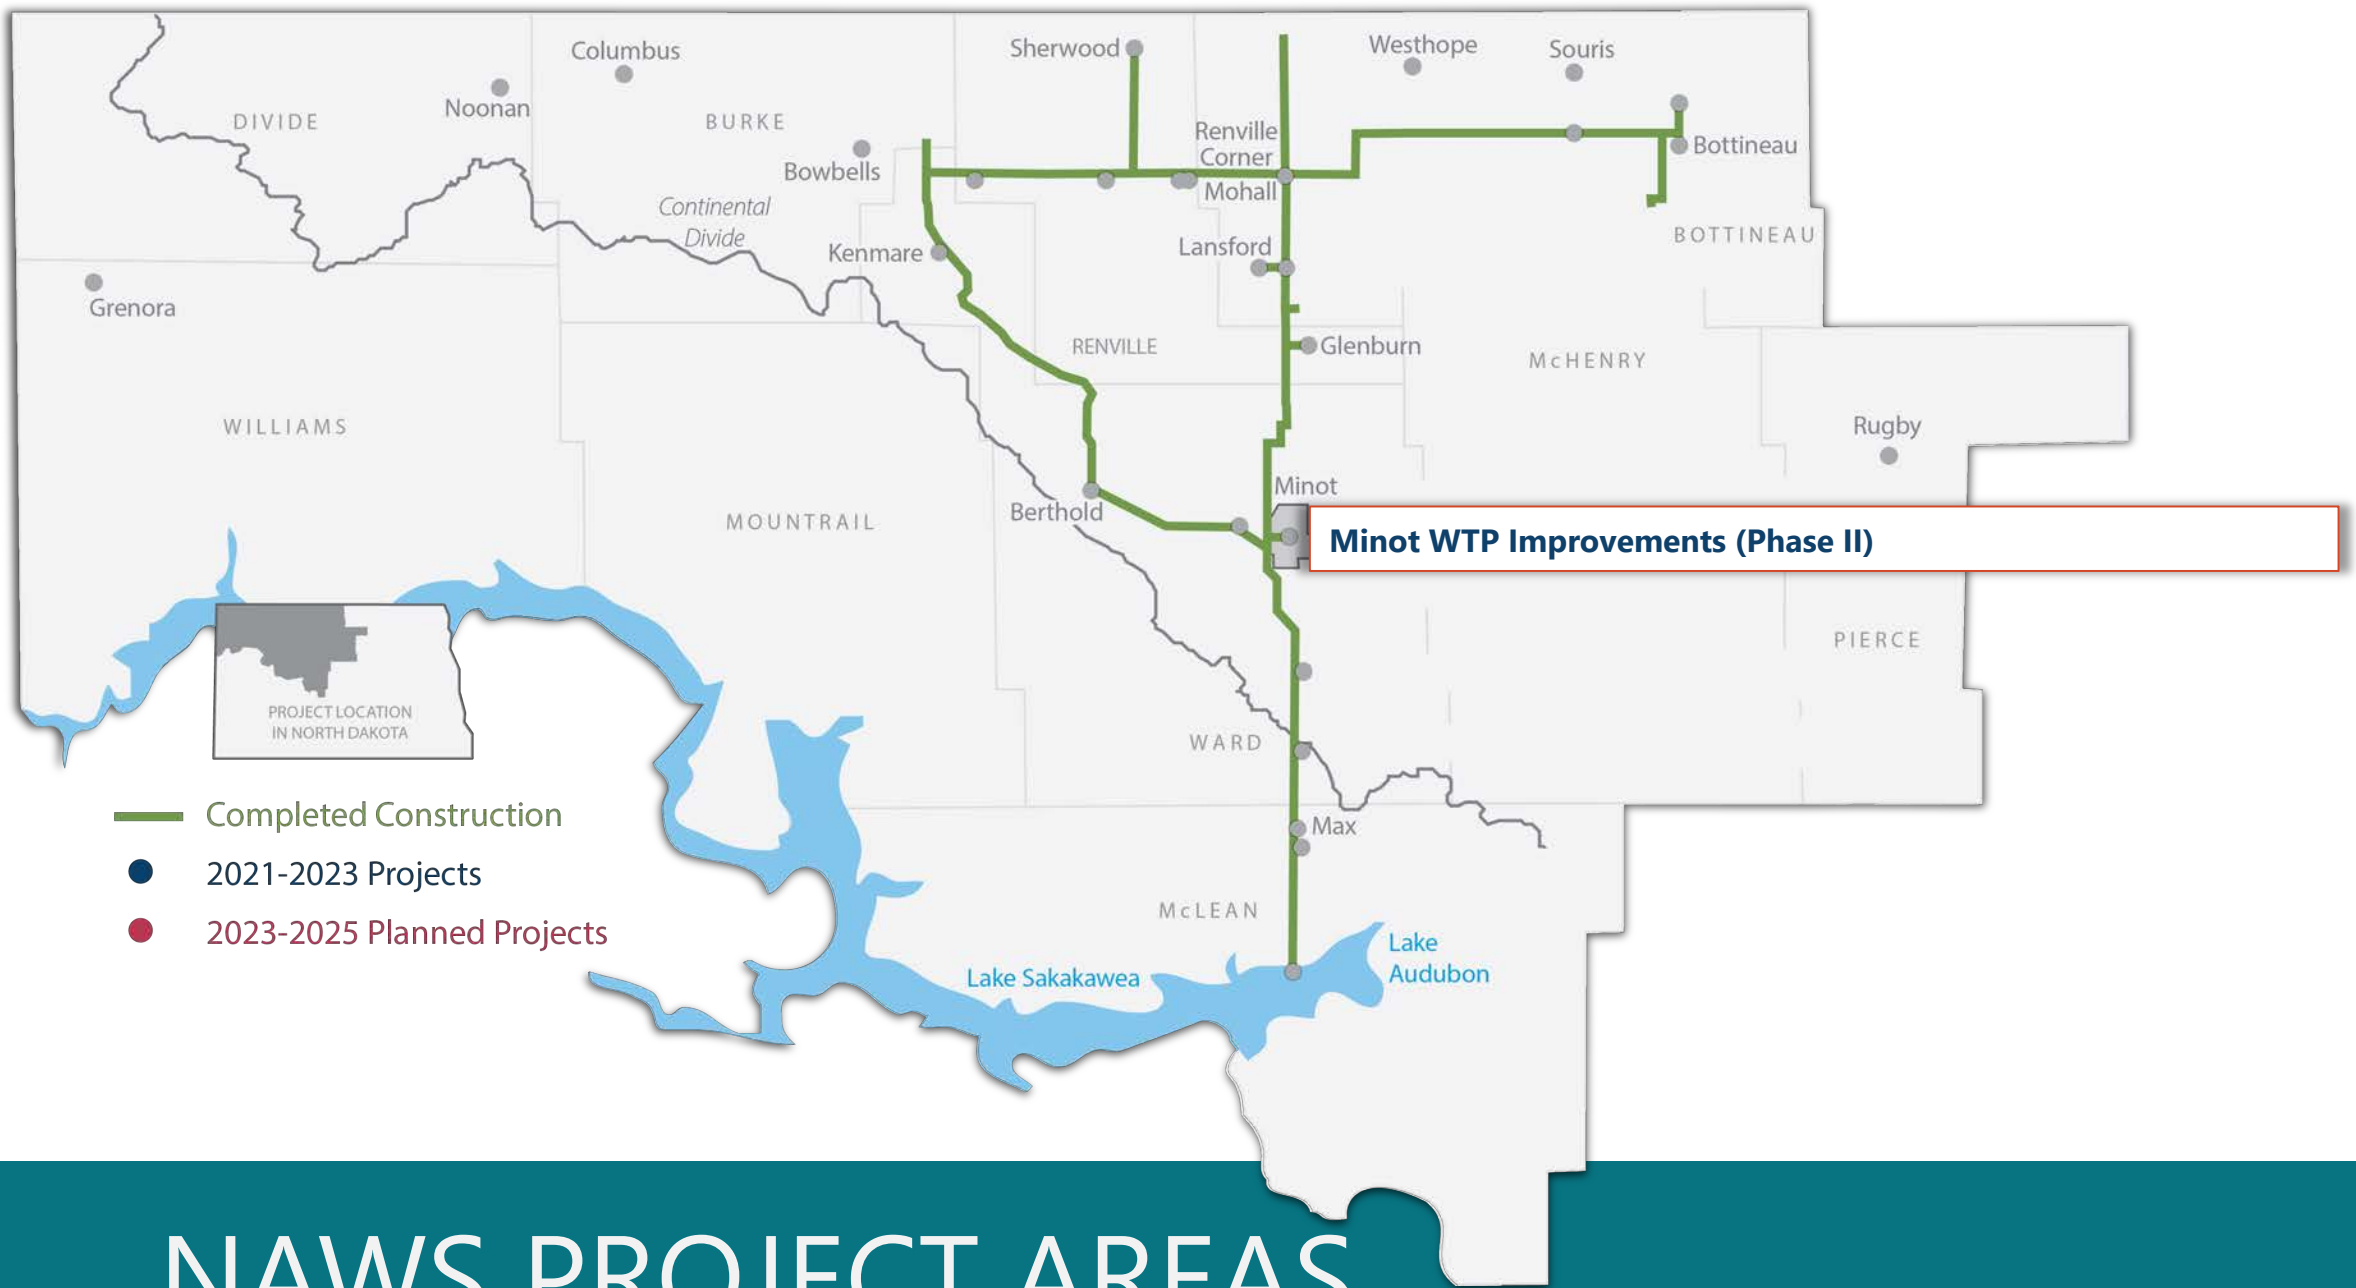 Columbus
Sherwood
Westhope
Souris
Noonan
DIVIDE
BURKE
Renville
Corner
Bottineau
Bowbells
Mohall
Continental
Divide
BOTTINEAU
Kenmare
Lansford
Grenora
RENVILLE
Glenburn
McHENRY
WILLIAMS
Rugby
Minot
Berthold
MOUNTRAIL
Minot WTP Improvements (Phase II)
PIERCE
PROJECT LOCATION
IN NORTH DAKOTA
WARD
Completed Construction
Max
2021-2023 Projects
McLEAN
2023-2025 Planned Projects
Lake
Audubon
Lake Sakakawea
NAWS PROJECT AREAS